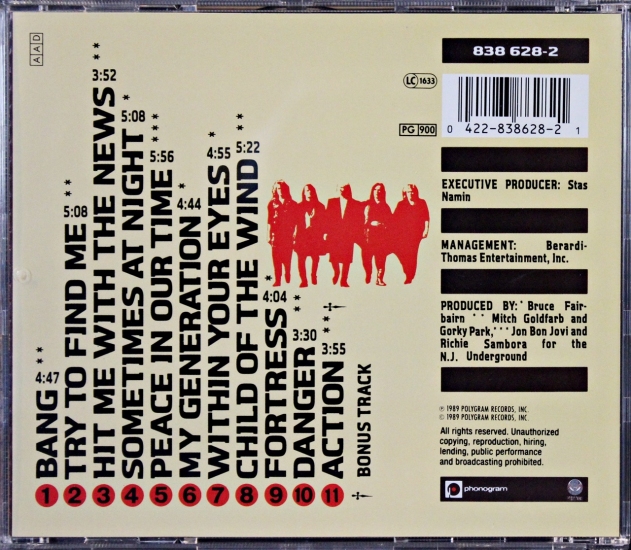 AAD
1 BANG 4:47 **
2 TRY TO FIND ME 5:08 **
3 HIT ME WITH THE NEWS 3:52 **
4 SOMETIMES AT NIGHT 5:08 *
5 PEACE IN OUR TIME 5:56 ***
6 MY GENERATION 4:44 *
7 WITHIN YOUR EYES 4:55 *
8 CHILD OF THE WIND 5:22 **
9 FORTRESS 4:04 *
10 DANGER 3:30 **
11 ACTION 3:55 ** †
† BONUS TRACK
838 628-2
LC 1633
PG 900
0 422-838628-2 1
EXECUTIVE PRODUCER: Stas
Namin
MANAGEMENT: Berardi-
Thomas Entertainment, Inc.
PRODUCED BY:* Bruce Fair-
bairn ** Mitch Goldfarb and
Gorky Park,*** Jon Bon Jovi and
Richie Sambora for the
N.J. Underground
℗ 1989 POLYGRAM RECORDS, INC.
© 1989 POLYGRAM RECORDS, INC.
All rights reserved. Unauthorized
copying, reproduction, hiring,
lending, public performance
and broadcasting prohibited.
phonogram